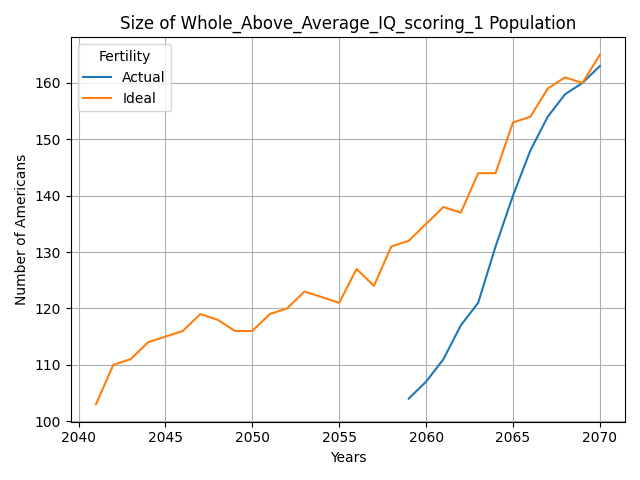 Size of Whole_Above_Average_IQ_scoring_1 Population
Fertility
Actual
Ideal
Number of Americans
160
150
140
130
120
110
100
2040 2045 2050 2055 2060 2065 2070
Years